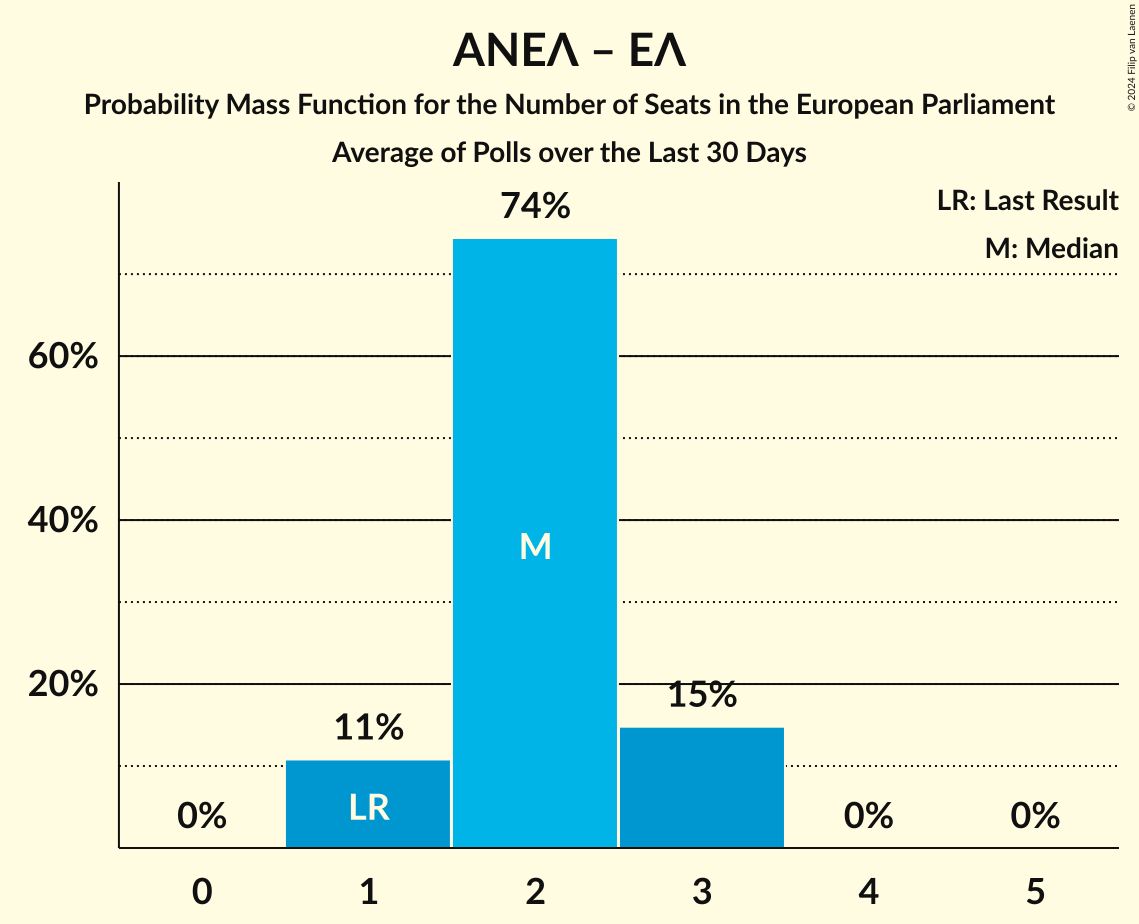 ΑΝΕΛ – ΕΛ
Probability Mass Function for the Number of Seats in the European Parliament
Average of Polls over the Last 30 Days
© 2024 Filip van Laenen
LR: Last Result
M: Median
74%
60%
40%
M
20%
15%
11%
LR
0%
0%
0%
0 1 2 3 4 5